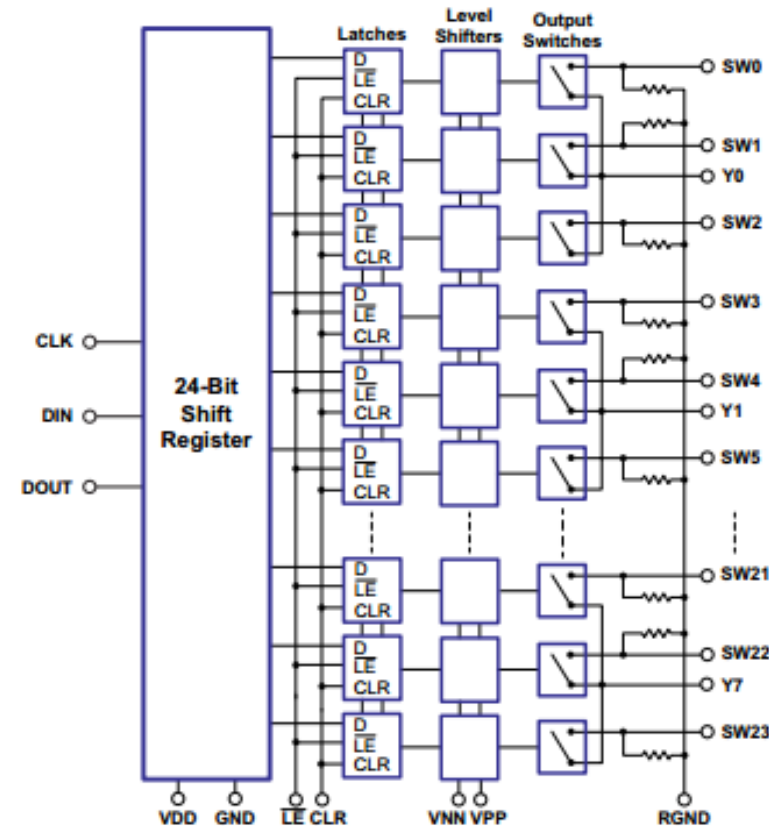 Latches
Level
Shifters
Output
Switches
D
LE
CLR
SW0
D
LE
CLR
SW1
Y0
D
LE
CLR
SW2
D
LE
CLR
SW3
CLK
D
LE
CLR
SW4
Y1
24-Bit
Shift
Register
DIN
DOUT
D
LE
CLR
SW5
D
LE
CLR
SW21
D
LE
CLR
SW22
Y7
D
LE
CLR
SW23
VDD GND LE CLR VNN VPP RGND